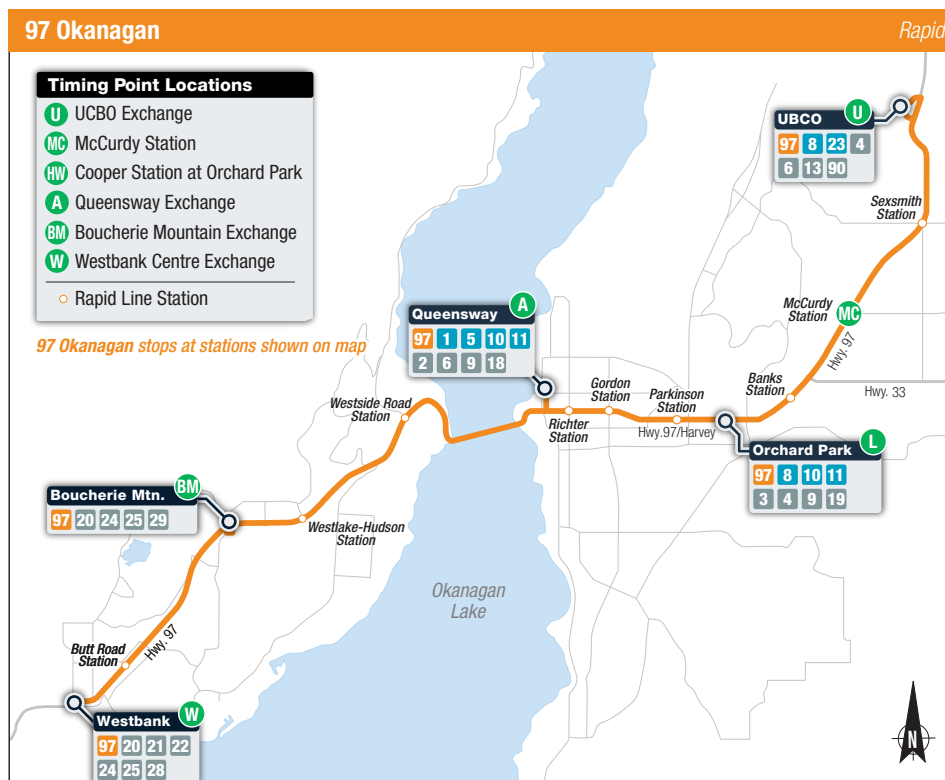 97 Okanagan
Rapid
Timing Point Locations
U UCBO Exchange
MC McCurdy Station
HW Cooper Station at Orchard Park
A Queensway Exchange
BM Boucherie Mountain Exchange
W Westbank Centre Exchange
Rapid Line Station
97 Okanagan stops at stations shown on map
UBCO U
97 8 23 4
6 13 90
Sexsmith
Station
McCurdy
Station
MC
Hwy. 97
Queensway A
97 1 5 10 11
2 6 9 18
Westside Road
Station
Gordon
Station
Parkinson
Station
Banks
Station
Hwy. 33
Richter
Station
Hwy.97/Harvey
Orchard Park L
97 8 10 11
3 4 9 19
Boucherie Mtn. BM
97 20 24 25 29
Westlake-Hudson
Station
Okanagan
Lake
Butt Road
Station
Hwy. 97
Westbank W
97 20 21 22
24 25 28
N